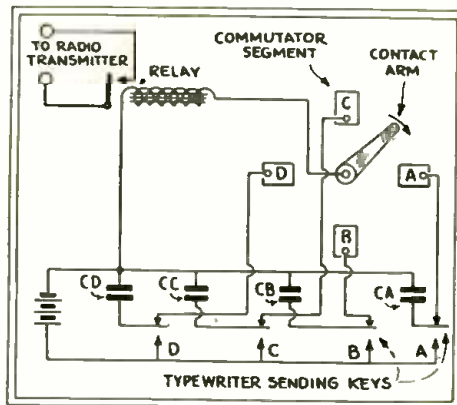 TO RADIO
TRANSMITTER
RELAY
COMMUTATOR
SEGMENT
CONTACT
ARM
C
D
A
B
CD
CC
CB
CA
D
C
B
A
TYPEWRITER SENDING KEYS